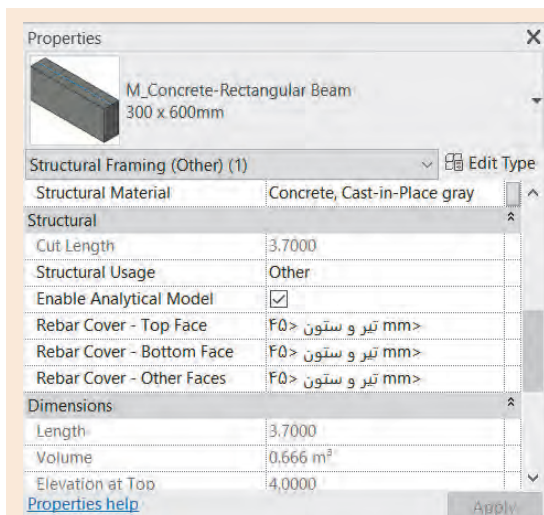 Properties
M_Concrete-Rectangular Beam
300 x 600mm
Structural Framing (Other) (1)
Edit Type
Structural Material Concrete, Cast-in-Place gray
Structural
Cut Length 3.7000
Structural Usage Other
Enable Analytical Model
Rebar Cover - Top Face تیر و ستون <۴۵ mm>
Rebar Cover - Bottom Face تیر و ستون <۴۵ mm>
Rebar Cover - Other Faces تیر و ستون <۴۵ mm>
Dimensions
Length 3.7000
Volume 0.666 m³
Elevation at Top 4.0000
Properties help
Apply